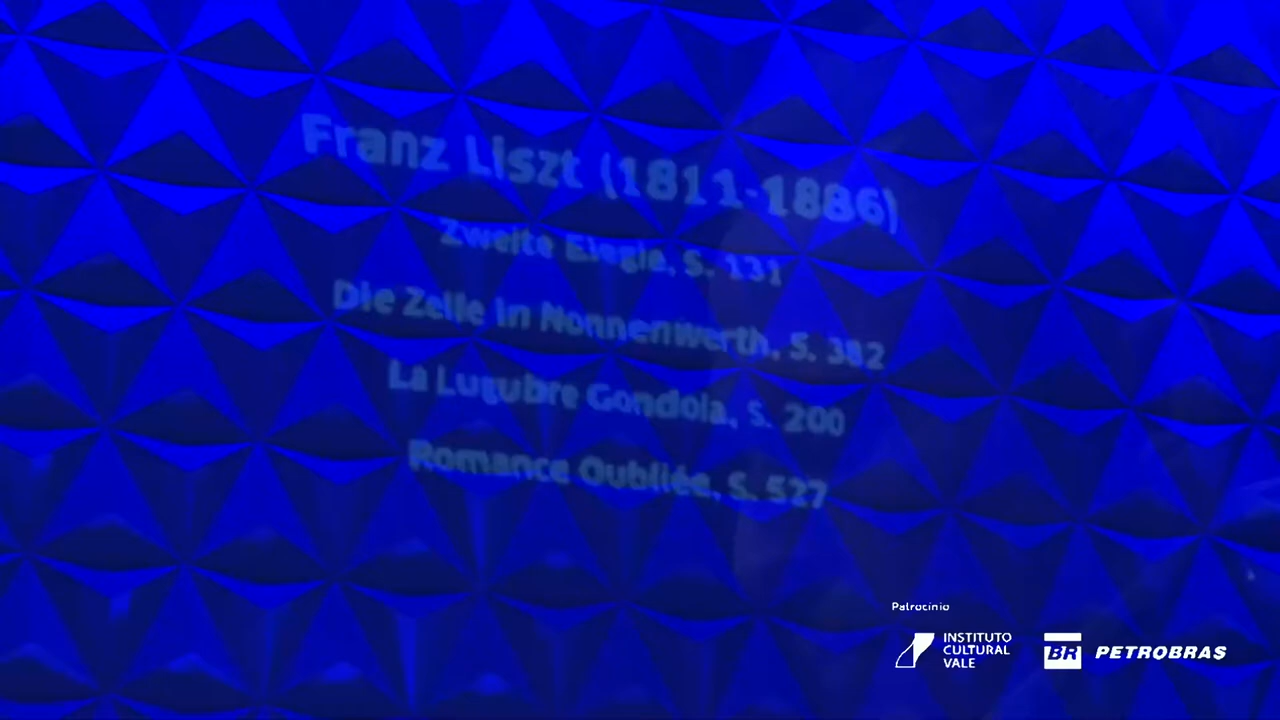 Franz Liszt (1811-1886)
Zweite Elegie, S. 131
Die Zelle in Nonnenwerth, S. 382
La Lugubre Gondola, S. 200
Romance Oubliée, S. 527
Patrocínio
INSTITUTO
CULTURAL
VALE
BR PETROBRAS